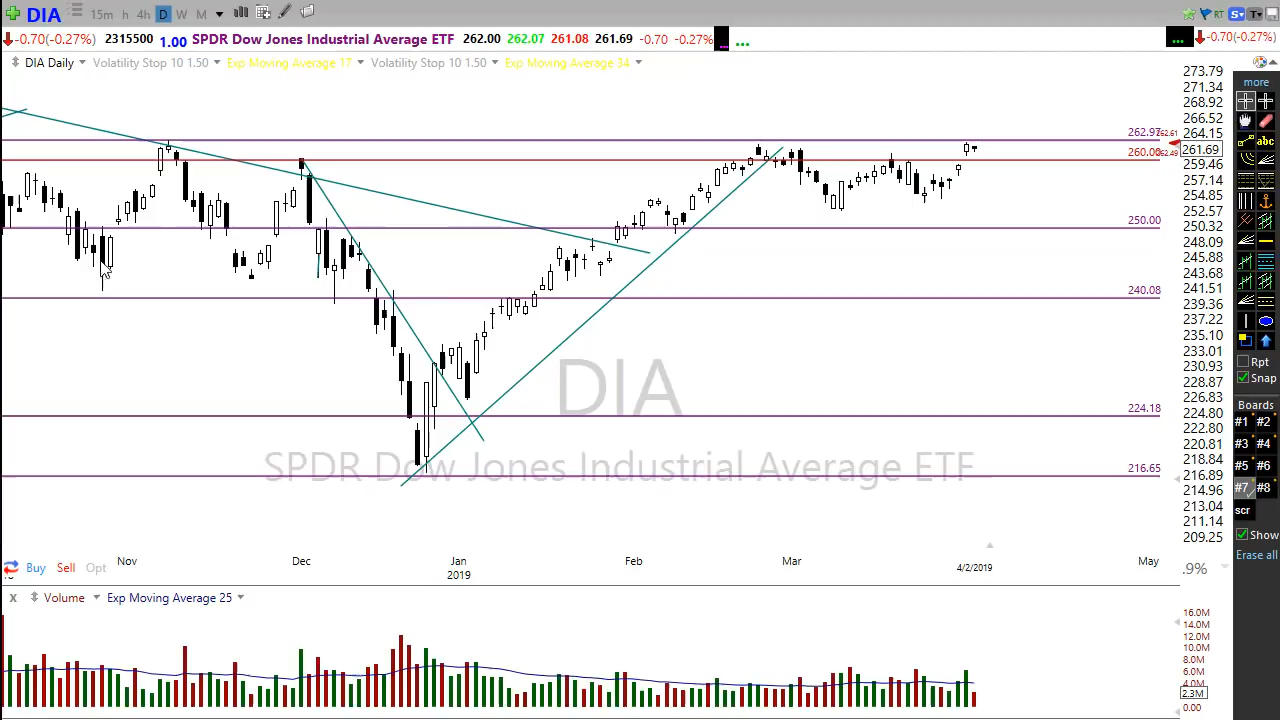 DIA 15m h 4h D W M S T
-0.70(-0.27%) 2315500 1.00 SPDR Dow Jones Industrial Average ETF 262.00 262.07 261.08 261.69 -0.70 -0.27% ... ... -0.70(-0.27%)
DIA Daily Volatility Stop 10 1.50 Exp Moving Average 17 Volatility Stop 10 1.50 Exp Moving Average 34
RT
more
abc
Rpt
Snap
Boards
#1 #2
#3 #4
#5 #6
#7 #8
scr
Show
Erase all
273.79
271.34
268.92
266.52
264.15
261.69
259.46
257.14
254.85
252.57
250.32
248.09
245.88
243.68
241.51
239.36
237.22
235.10
233.01
230.93
228.87
226.83
224.80
222.80
220.81
218.84
216.69
214.96
213.04
211.14
209.25
262.97
262.61
260.00
262.49
250.00
240.08
224.18
216.65
DIA
SPDR Dow Jones Industrial Average ETF
Nov Dec Jan Feb Mar 4/2/2019 May
2019
Buy Sell Opt .9%
X Volume Exp Moving Average 25
16.0M
14.0M
12.0M
10.0M
8.0M
6.0M
4.0M
2.3M
0.00